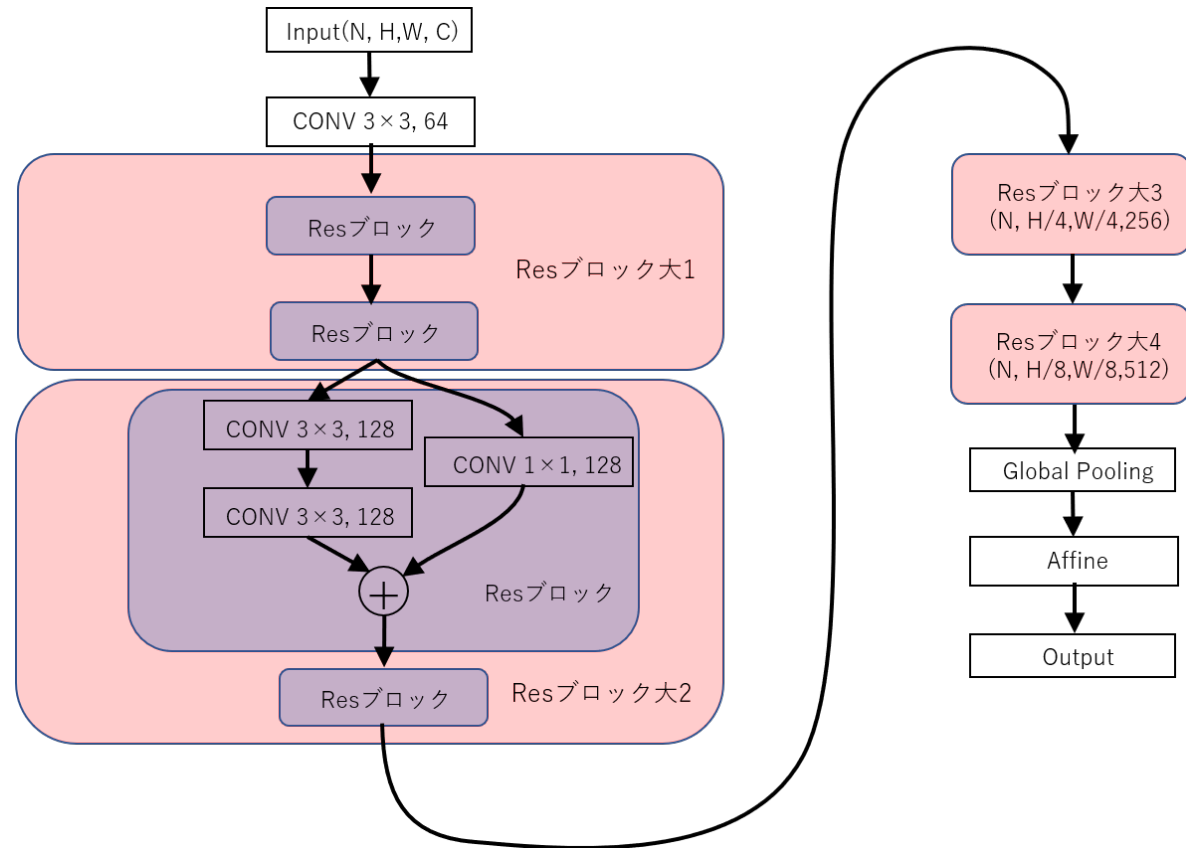 Input(N, H,W, C)
CONV 3×3, 64
Resブロック
Resブロック大1
Resブロック
CONV 3×3, 128
CONV 1×1, 128
CONV 3×3, 128
Resブロック
Resブロック
Resブロック大2
Resブロック大3
(N, H/4,W/4,256)
Resブロック大4
(N, H/8,W/8,512)
Global Pooling
Affine
Output